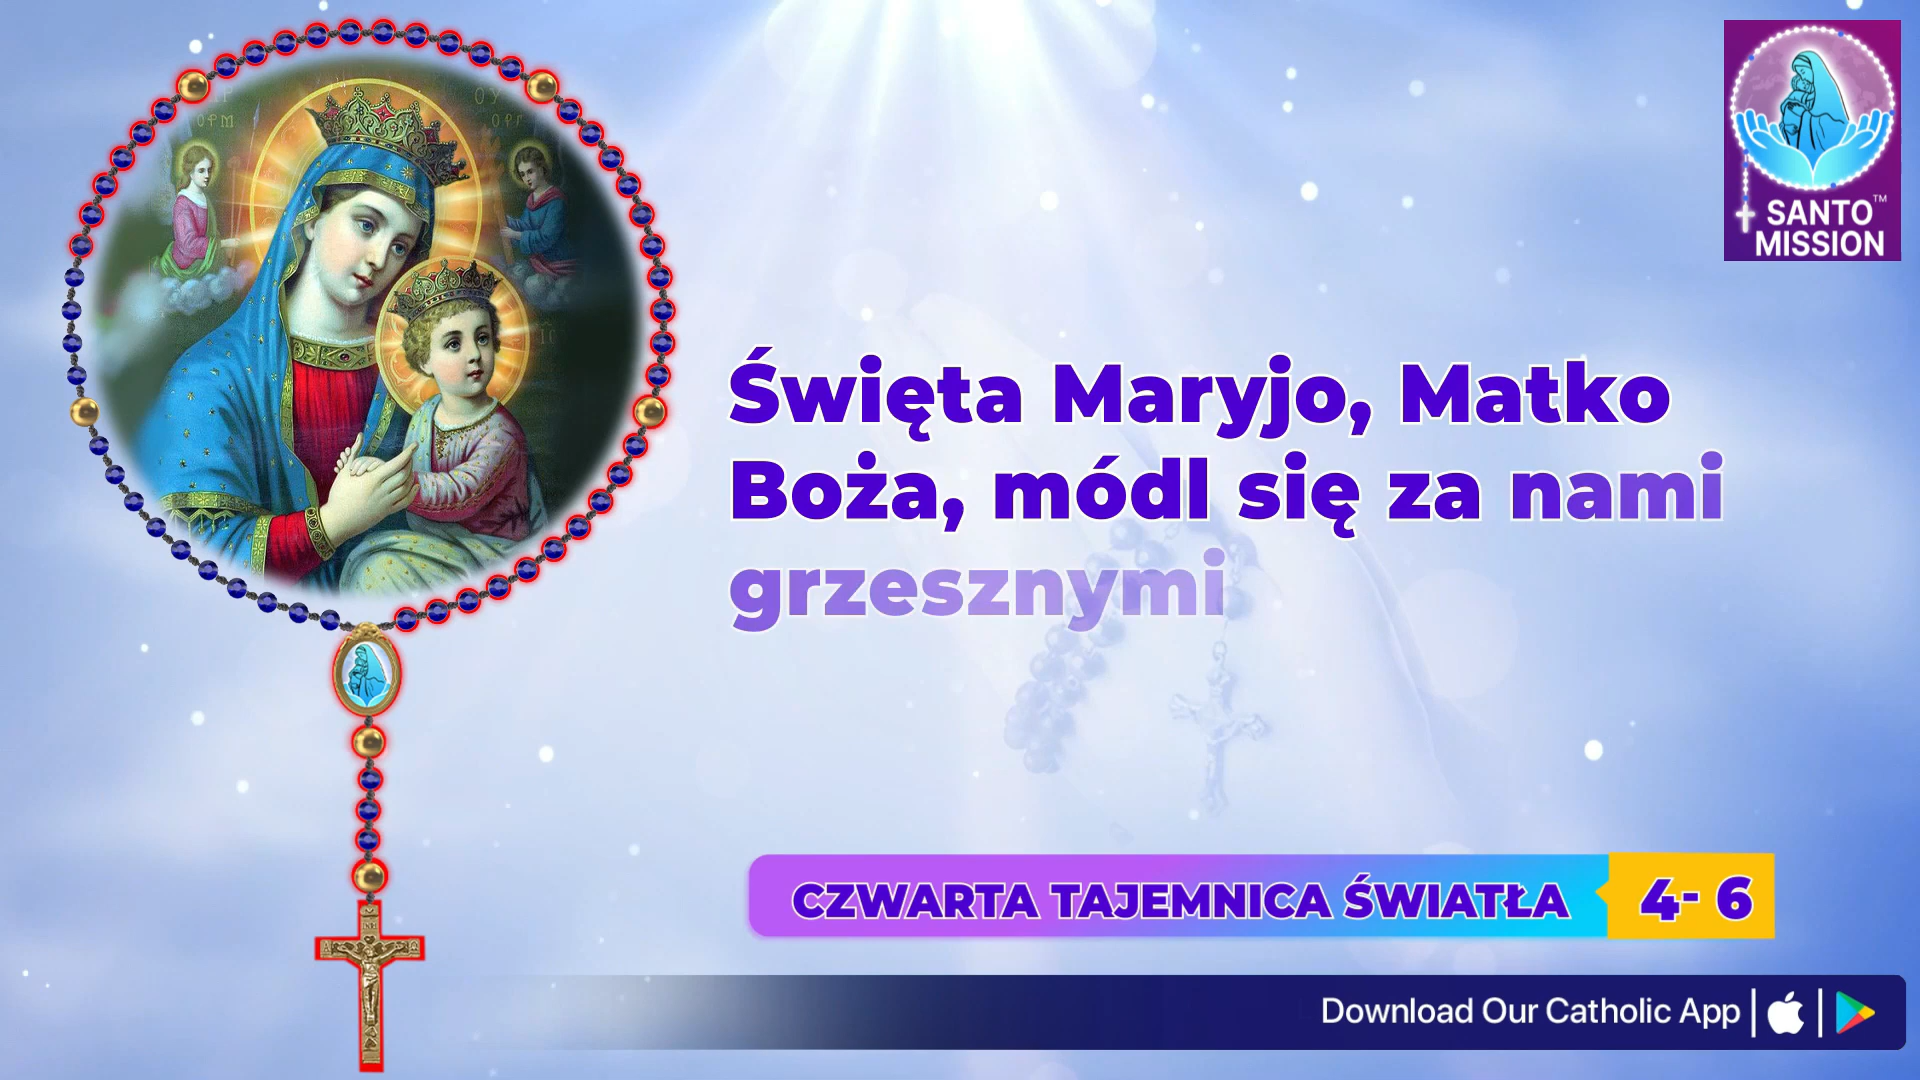 SANTO™
MISSION
Święta Maryjo, Matko
Boża, módl się za nami
grzesznymi
CZWARTA TAJEMNICA ŚWIATŁA
4- 6
Download Our Catholic App